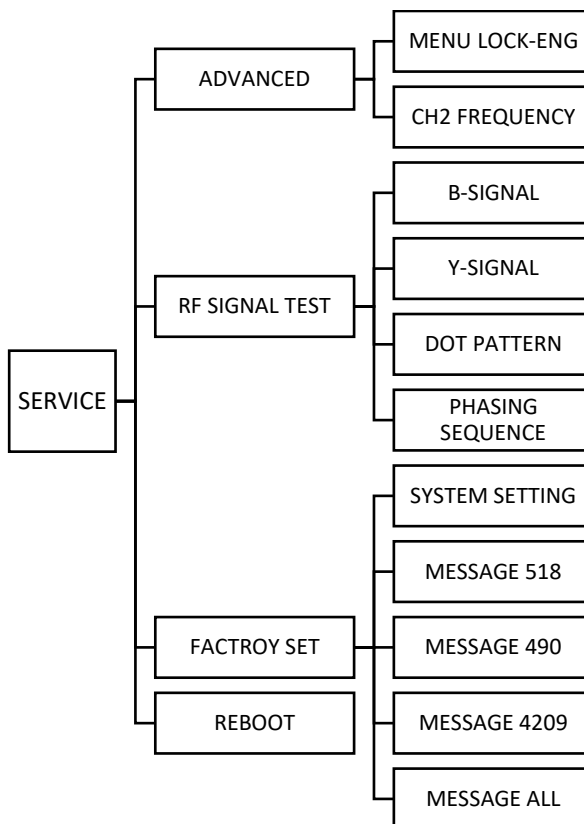 SERVICE
ADVANCED
MENU LOCK-ENG
CH2 FREQUENCY
RF SIGNAL TEST
B-SIGNAL
Y-SIGNAL
DOT PATTERN
PHASING
SEQUENCE
FACTROY SET
SYSTEM SETTING
MESSAGE 518
MESSAGE 490
MESSAGE 4209
MESSAGE ALL
REBOOT